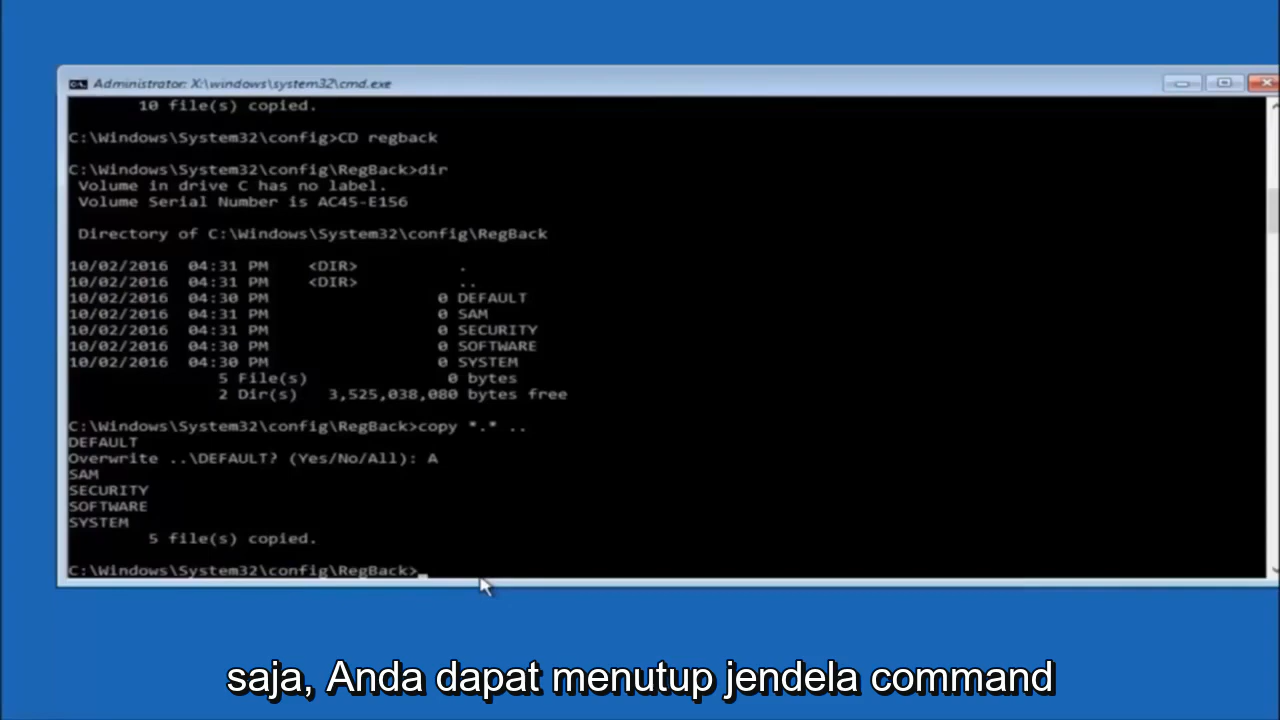 Administrator: X:\windows\system32\cmd.exe
10 file(s) copied.
C:\Windows\System32\config>CD regback
C:\Windows\System32\config\RegBack>dir
Volume in drive C has no label.
Volume Serial Number is AC45-E156
Directory of C:\Windows\System32\config\RegBack
10/02/2016 04:31 PM <DIR> .
10/02/2016 04:31 PM <DIR> ..
10/02/2016 04:30 PM 0 DEFAULT
10/02/2016 04:31 PM 0 SAM
10/02/2016 04:31 PM 0 SECURITY
10/02/2016 04:30 PM 0 SOFTWARE
10/02/2016 04:30 PM 0 SYSTEM
5 File(s) 0 bytes
2 Dir(s) 3,525,038,080 bytes free
C:\Windows\System32\config\RegBack>copy *.* ..
DEFAULT
Overwrite ..\DEFAULT? (Yes/No/All): A
SAM
SECURITY
SOFTWARE
SYSTEM
5 file(s) copied.
C:\Windows\System32\config\RegBack>_
saja, Anda dapat menutup jendela command